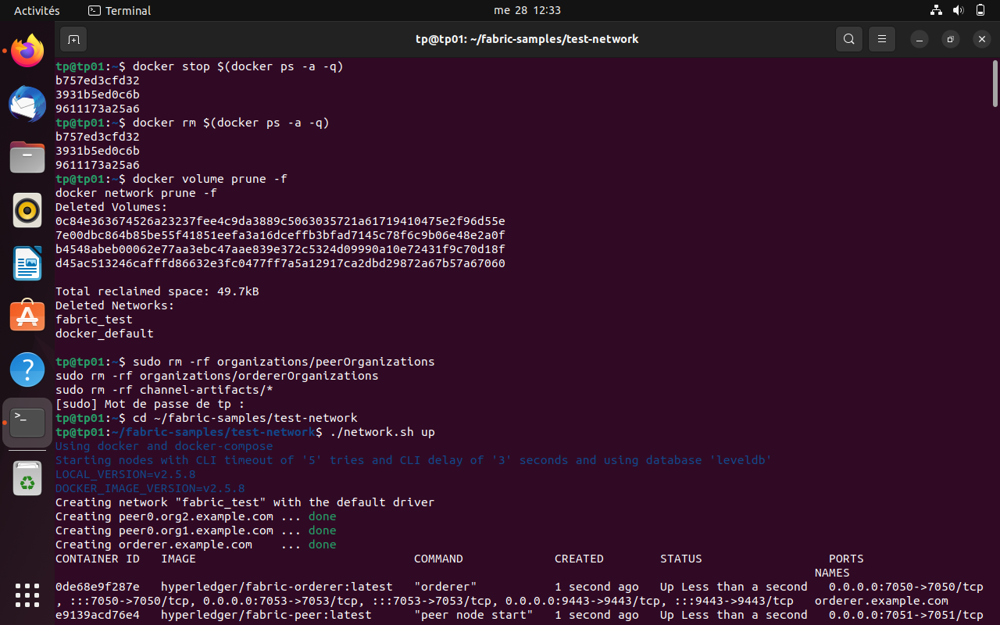 Activités
Terminal
me 28 12:33
tp@tp01: ~/fabric-samples/test-network
tp@tp01:~$ docker stop $(docker ps -a -q)
b757ed3cfd32
3931b5ed0c6b
9611173a25a6
tp@tp01:~$ docker rm $(docker ps -a -q)
b757ed3cfd32
3931b5ed0c6b
9611173a25a6
tp@tp01:~$ docker volume prune -f
docker network prune -f
Deleted Volumes:
0c84e363674526a23237fee4c9da3889c5063035721a61719410475e2f96d55e
7e00dbc864b85be55f41851eefa3a16dceffb3bfad7145c78f6c9b06e48e2a0f
b4548abeb00062e77aa3ebc47aae839e372c5324d09990a10e72431f9c70d18f
d45ac513246cafffd86632e3fc0477ff7a5a12917ca2dbd29872a67b57a67060
Total reclaimed space: 49.7kB
Deleted Networks:
fabric_test
docker_default
tp@tp01:~$ sudo rm -rf organizations/peerOrganizations
sudo rm -rf organizations/ordererOrganizations
sudo rm -rf channel-artifacts/*
[sudo] Mot de passe de tp :
tp@tp01:~$ cd ~/fabric-samples/test-network
tp@tp01:~/fabric-samples/test-network$ ./network.sh up
Using docker and docker-compose
Starting nodes with CLI timeout of '5' tries and CLI delay of '3' seconds and using database 'leveldb'
LOCAL_VERSION=v2.5.8
DOCKER_IMAGE_VERSION=v2.5.8
Creating network "fabric_test" with the default driver
Creating peer0.org2.example.com ... done
Creating peer0.org1.example.com ... done
Creating orderer.example.com    ... done
CONTAINER ID   IMAGE                               COMMAND             CREATED        STATUS                  PORTS
NAMES
0de68e9f287e   hyperledger/fabric-orderer:latest   "orderer"           1 second ago   Up Less than a second   0.0.0.0:7050->7050/tcp
, :::7050->7050/tcp, 0.0.0.0:7053->7053/tcp, :::7053->7053/tcp, 0.0.0.0:9443->9443/tcp, :::9443->9443/tcp   orderer.example.com
e9139acd76e4   hyperledger/fabric-peer:latest      "peer node start"   1 second ago   Up Less than a second   0.0.0.0:7051->7051/tcp